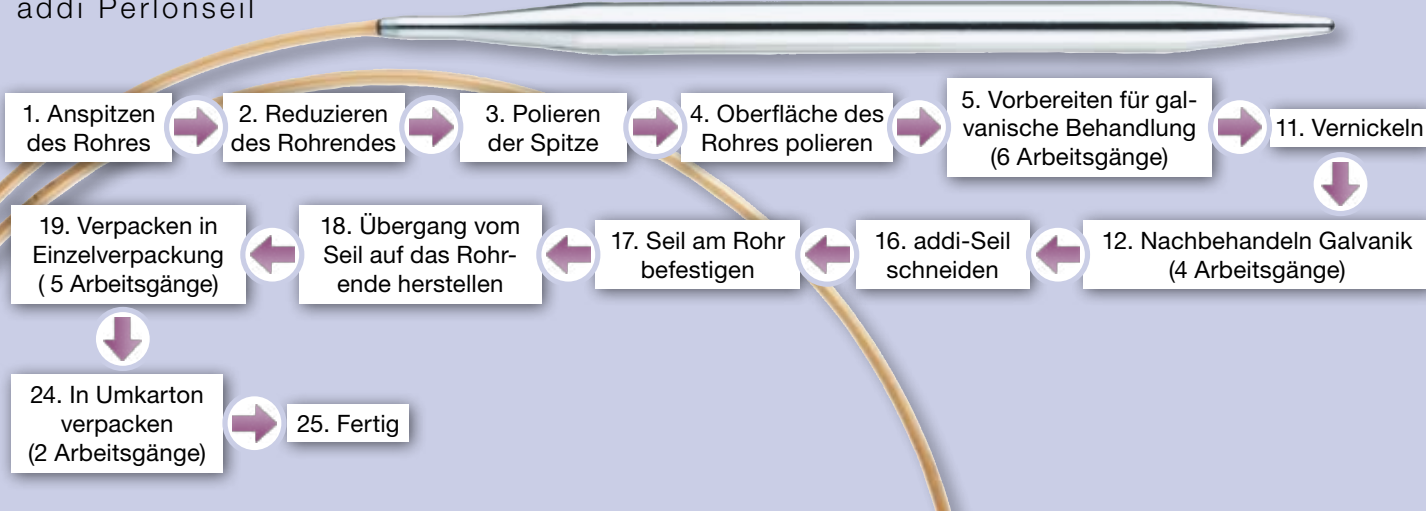 addi Perlonseil
1. Anspitzen
des Rohres
2. Reduzieren
des Rohrendes
3. Polieren
der Spitze
4. Oberfläche des
Rohres polieren
5. Vorbereiten für gal-
vanische Behandlung
(6 Arbeitsgänge)
11. Vernickeln
12. Nachbehandeln Galvanik
(4 Arbeitsgänge)
16. addi-Seil
schneiden
17. Seil am Rohr
befestigen
18. Übergang vom
Seil auf das Rohr-
ende herstellen
19. Verpacken in
Einzelverpackung
( 5 Arbeitsgänge)
24. In Umkarton
verpacken
(2 Arbeitsgänge)
25. Fertig